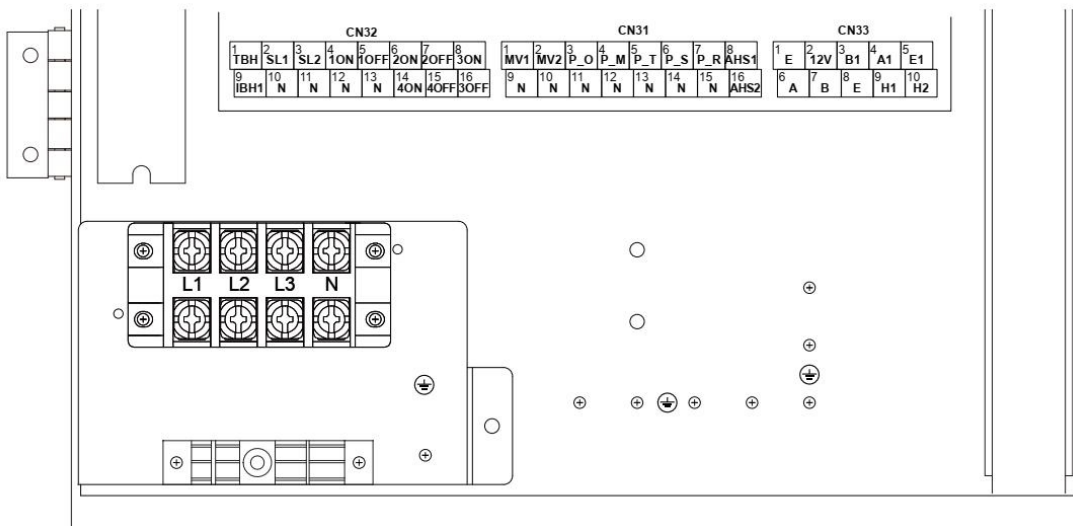 CN32 CN31 CN33
1 TBH 2 SL1 3 SL2 4 1ON 5 1OFF 6 2ON 7 2OFF 8 3ON 1 MV1 2 MV2 3 P_O 4 P_M 5 P_T 6 P_S 7 P_R 8 AHS1 1 E 2 12V 3 B1 4 A1 5 E1
9 IBH1 10 N 11 N 12 N 13 N 14 4ON 15 4OFF 16 3OFF 9 N 10 N 11 N 12 N 13 N 14 N 15 N 16 AHS2 6 A 7 B 8 E 9 H1 10 H2
L1 L2 L3 N